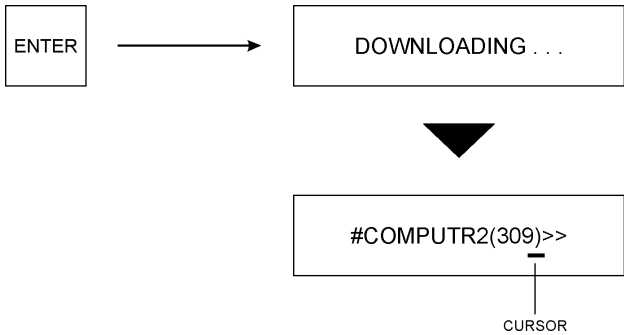 ENTER
DOWNLOADING . . .
#COMPUTR2(309)>>
CURSOR